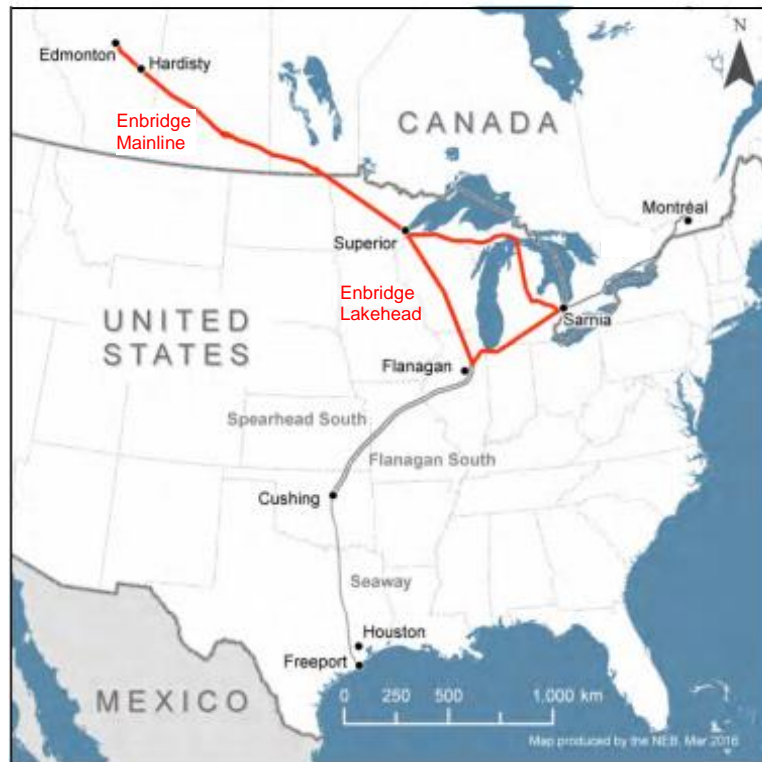 N
Edmonton
Hardisty
Enbridge
Mainline
CANADA
Montréal
Superior
Enbridge
Lakehead
UNITED
STATES
Sarnia
Flanagan
Spearhead South
Flanagan South
Cushing
Seaway
Houston
Freeport
MEXICO
0 250 500 1,000 km
Map produced by the NEB. Mar 2016